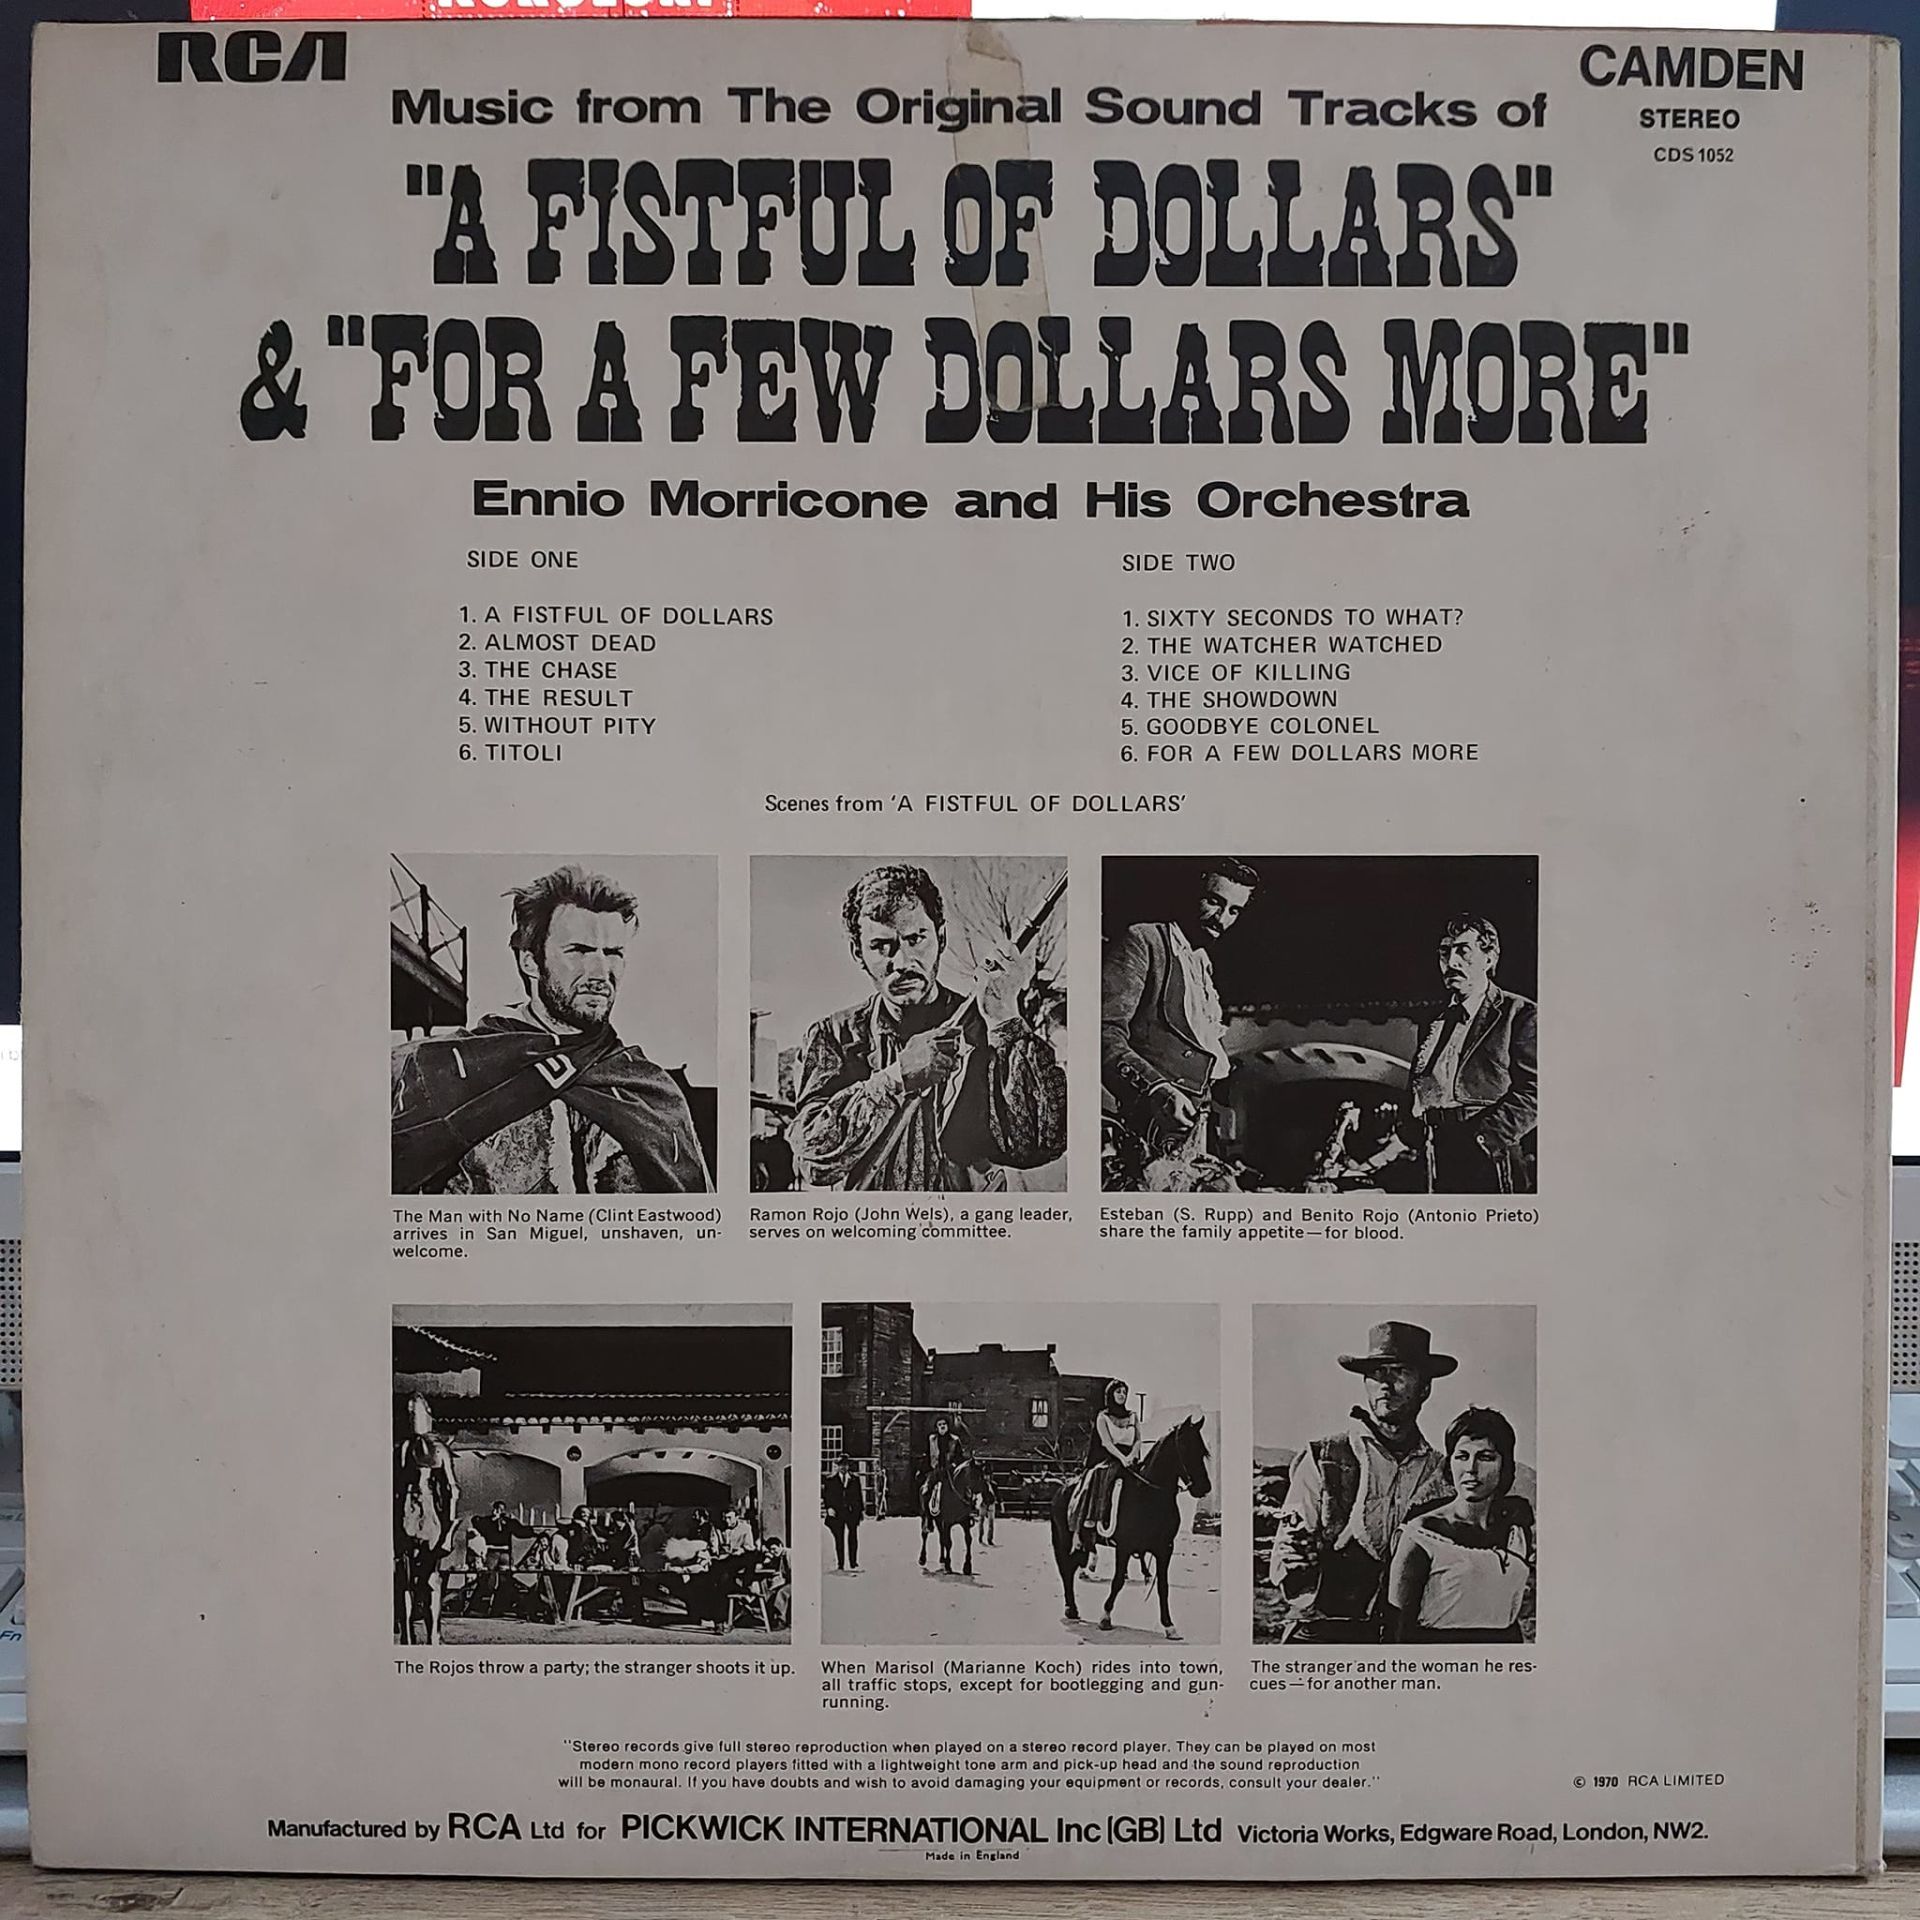 RCA
CAMDEN
STEREO
CDS 1052
Music from The Original Sound Tracks of
"A FISTFUL OF DOLLARS"
& "FOR A FEW DOLLARS MORE"
Ennio Morricone and His Orchestra
SIDE ONE
1. A FISTFUL OF DOLLARS
2. ALMOST DEAD
3. THE CHASE
4. THE RESULT
5. WITHOUT PITY
6. TITOLI
SIDE TWO
1. SIXTY SECONDS TO WHAT?
2. THE WATCHER WATCHED
3. VICE OF KILLING
4. THE SHOWDOWN
5. GOODBYE COLONEL
6. FOR A FEW DOLLARS MORE
Scenes from 'A FISTFUL OF DOLLARS'
The Man with No Name (Clint Eastwood)
arrives in San Miguel, unshaven, un-
welcome.
Ramon Rojo (John Wels), a gang leader,
serves on welcoming committee.
Esteban (S. Rupp) and Benito Rojo (Antonio Prieto)
share the family appetite—for blood.
The Rojos throw a party; the stranger shoots it up.
When Marisol (Marianne Koch) rides into town,
all traffic stops, except for bootlegging and gun-
running.
The stranger and the woman he res-
cues—for another man.
"Stereo records give full stereo reproduction when played on a stereo record player. They can be played on most
modern mono record players fitted with a lightweight tone arm and pick-up head and the sound reproduction
will be monaural. If you have doubts and wish to avoid damaging your equipment or records, consult your dealer."
© 1970 RCA LIMITED
Manufactured by RCA Ltd for PICKWICK INTERNATIONAL Inc (GB) Ltd Victoria Works, Edgware Road, London, NW2.
Made in England
Fn